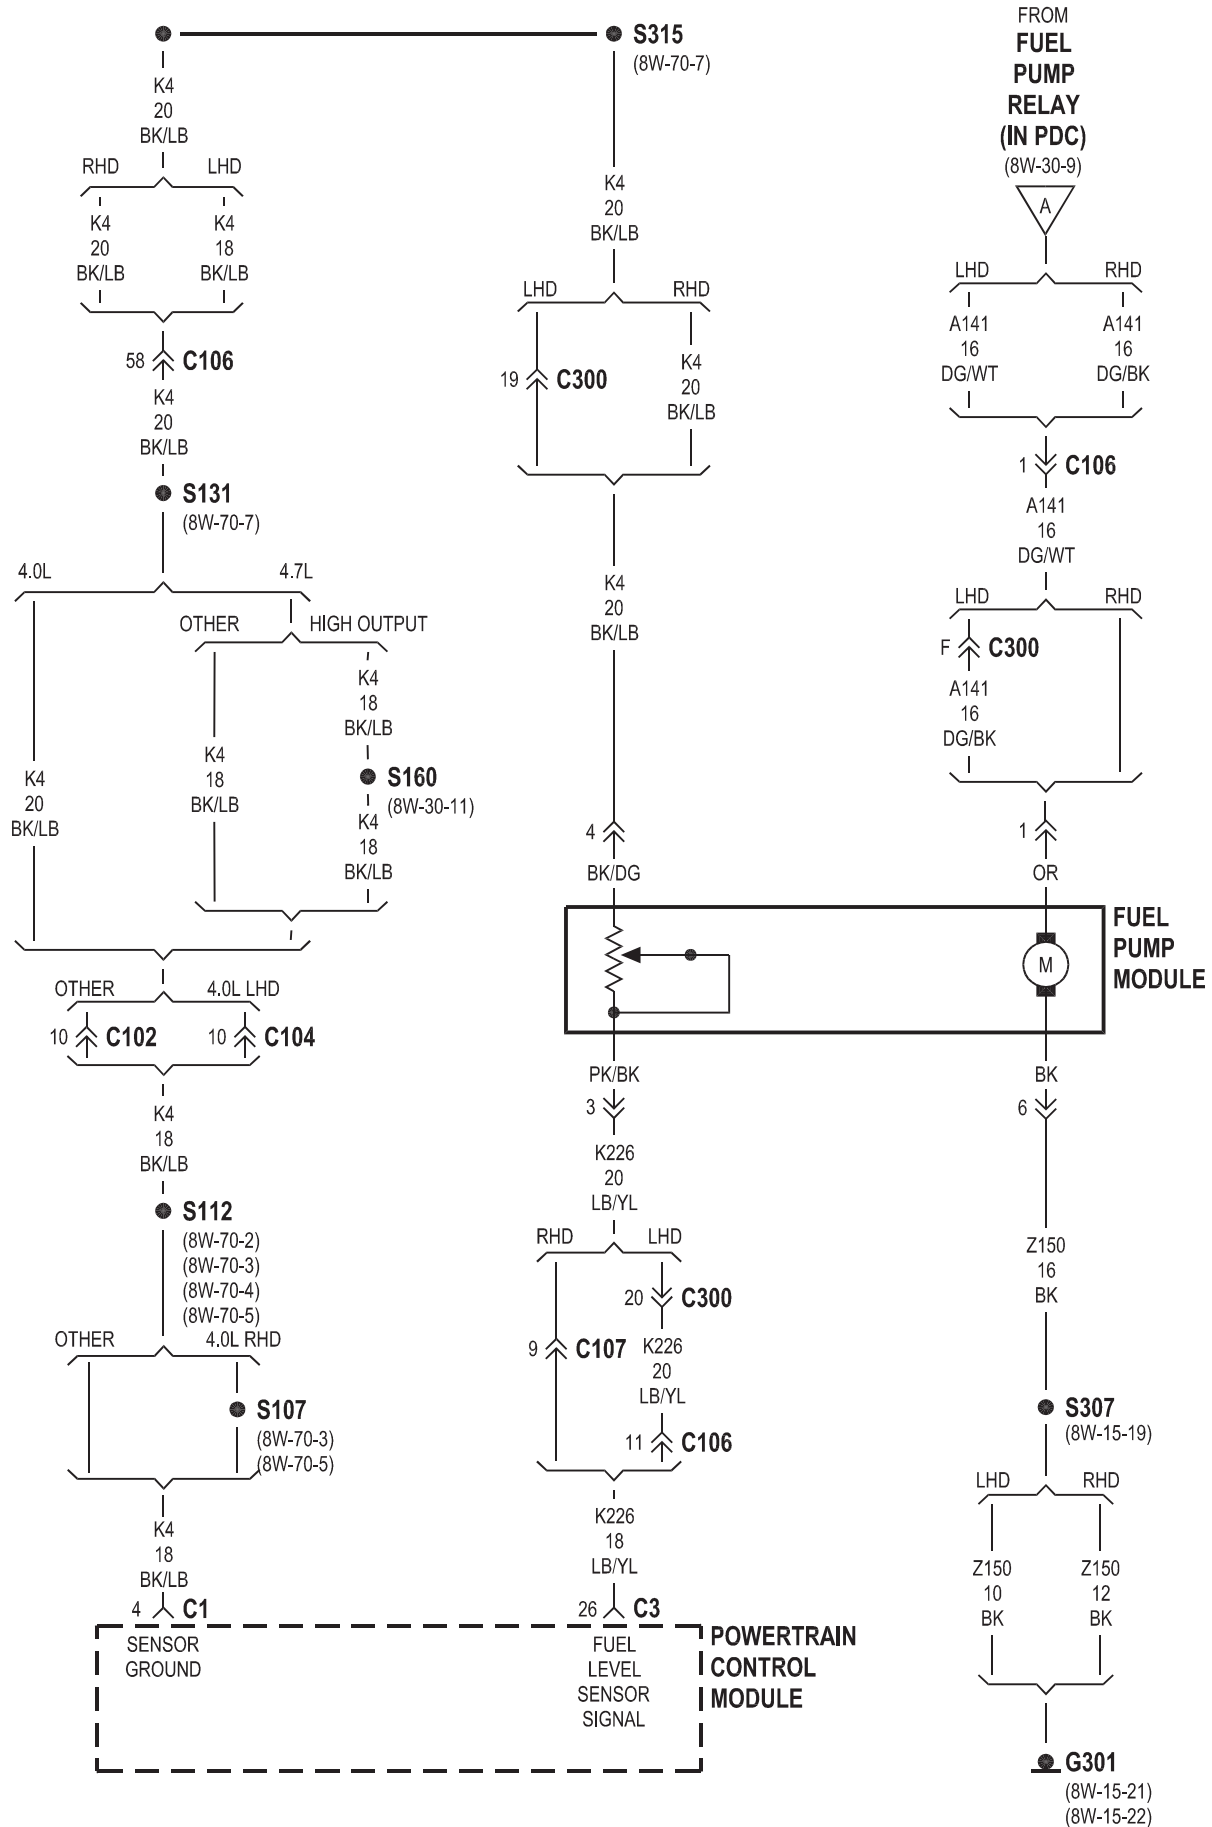 S315
(8W-70-7)
K4
20
BK/LB
RHD
LHD
K4
20
BK/LB
K4
18
BK/LB
58
C106
K4
20
BK/LB
S131
(8W-70-7)
4.0L
4.7L
OTHER
HIGH OUTPUT
K4
18
BK/LB
K4
18
BK/LB
K4
20
BK/LB
S160
(8W-30-11)
K4
18
BK/LB
OTHER
4.0L LHD
10
C102
10
C104
K4
18
BK/LB
S112
(8W-70-2)
(8W-70-3)
(8W-70-4)
(8W-70-5)
OTHER
4.0L RHD
S107
(8W-70-3)
(8W-70-5)
K4
18
BK/LB
4
C1
SENSOR
GROUND
K4
20
BK/LB
LHD
RHD
19
C300
K4
20
BK/LB
K4
20
BK/LB
4
BK/DG
PK/BK
3
K226
20
LB/YL
RHD
LHD
20
C300
9
C107
K226
20
LB/YL
11
C106
K226
18
LB/YL
26
C3
FUEL
LEVEL
SENSOR
SIGNAL
POWERTRAIN
CONTROL
MODULE
FROM
FUEL
PUMP
RELAY
(IN PDC)
(8W-30-9)
A
LHD
RHD
A141
16
DG/WT
A141
16
DG/BK
1
C106
A141
16
DG/WT
LHD
RHD
F
C300
A141
16
DG/BK
1
OR
M
FUEL
PUMP
MODULE
BK
6
Z150
16
BK
S307
(8W-15-19)
LHD
RHD
Z150
10
BK
Z150
12
BK
G301
(8W-15-21)
(8W-15-22)